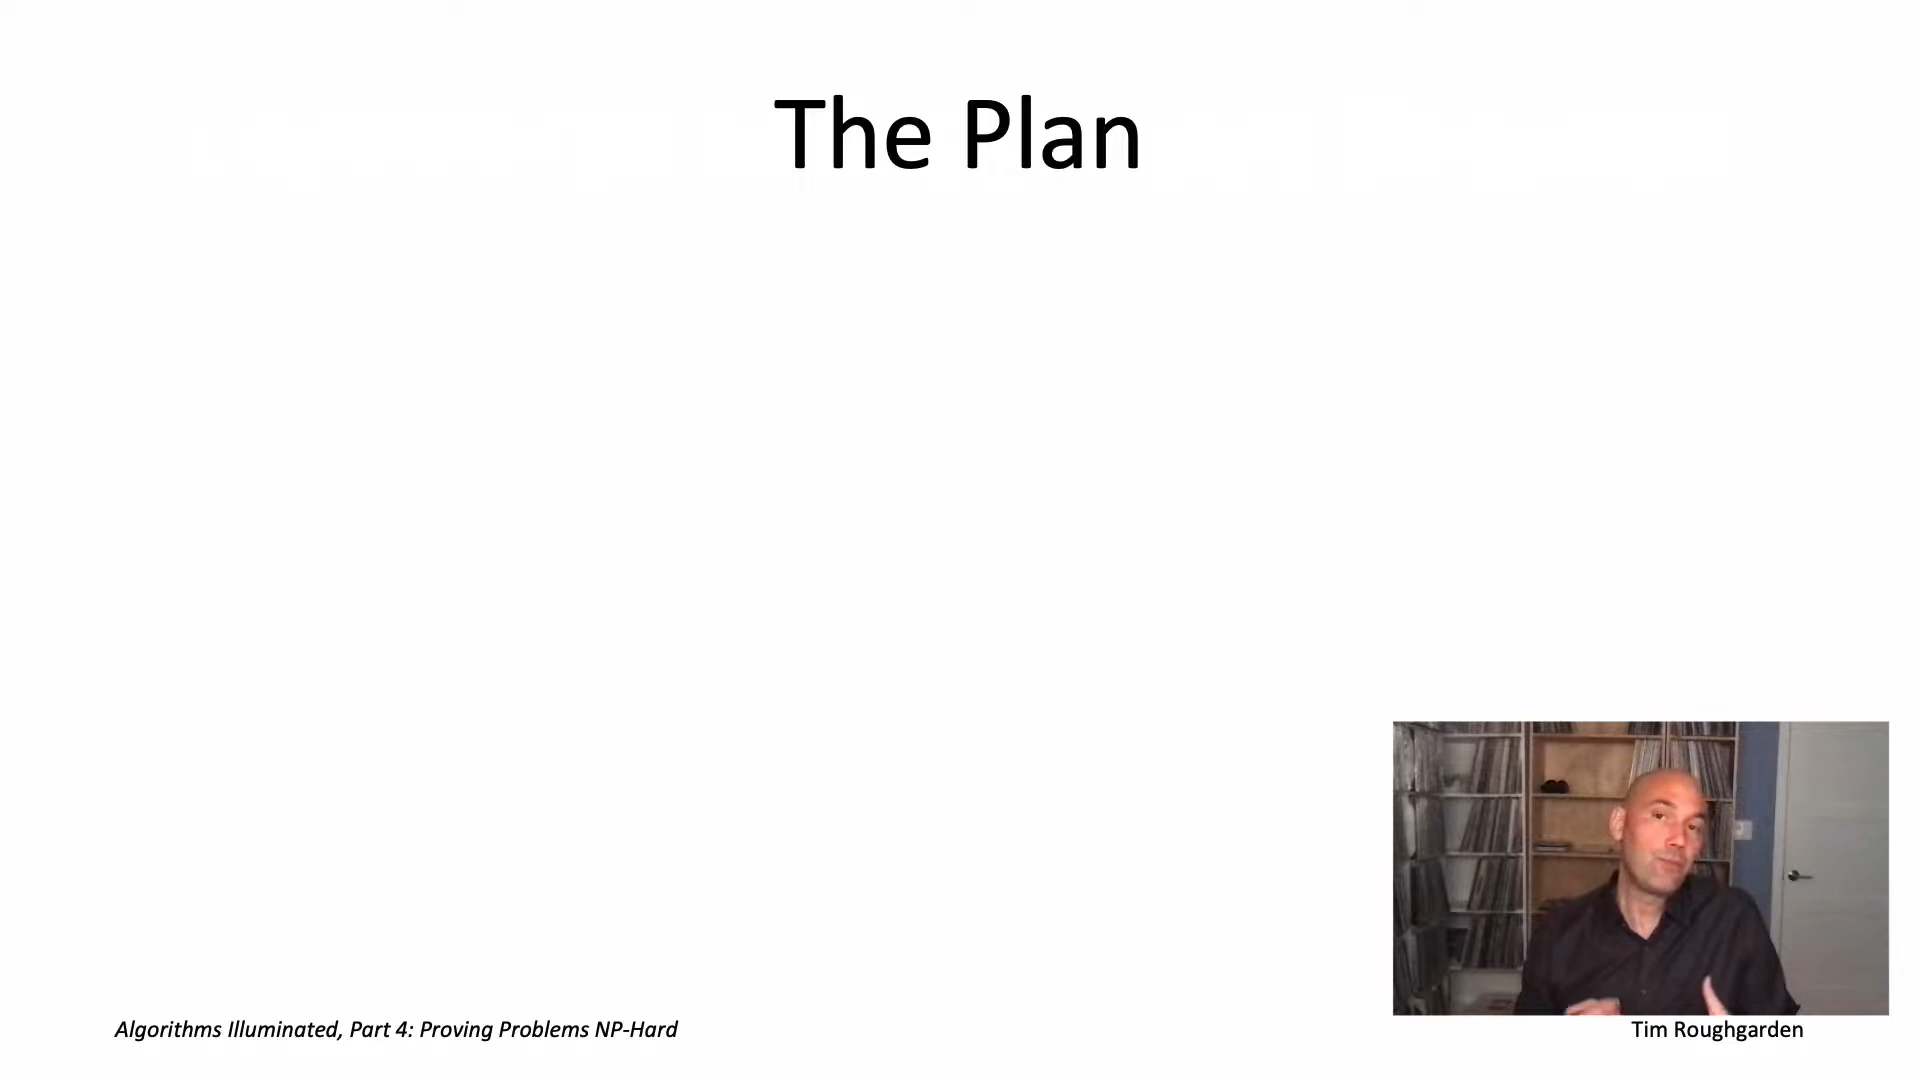 The Plan
Algorithms Illuminated, Part 4: Proving Problems NP-Hard
Tim Roughgarden